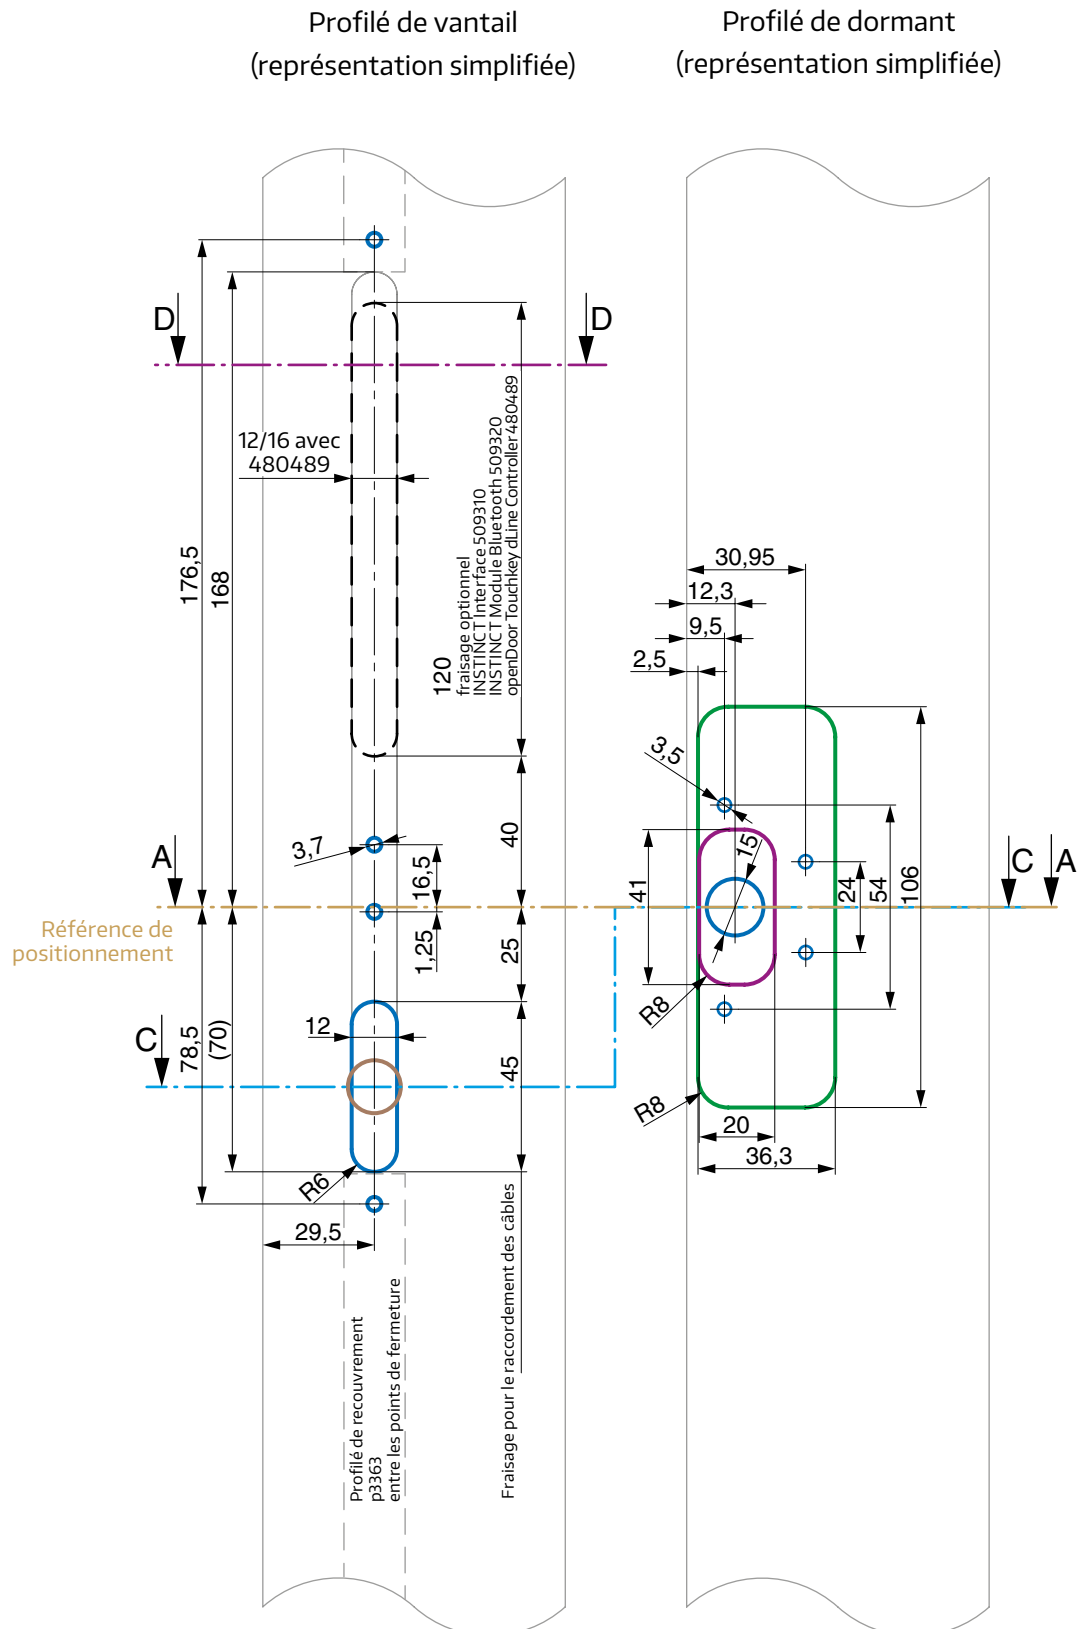 Profilé de vantail
(représentation simplifiée)
Profilé de dormant
(représentation simplifiée)
D
D
12/16 avec
480489
176,5
168
120
fraisage optionnel
INSTINCT Interface 509310
INSTINCT Module Bluetooth 509320
openDoor Touchkey dLine Controller 480489
30,95
12,3
9,5
2,5
3,5
3,7
16,5
40
15
41
24
54
106
A
C
A
Référence de
positionnement
1,25
25
R8
C
78,5
(70)
12
45
R8
20
36,3
R6
29,5
Profilé de recouvrement
p3363
entre les points de fermeture
Fraisage pour le raccordement des câbles